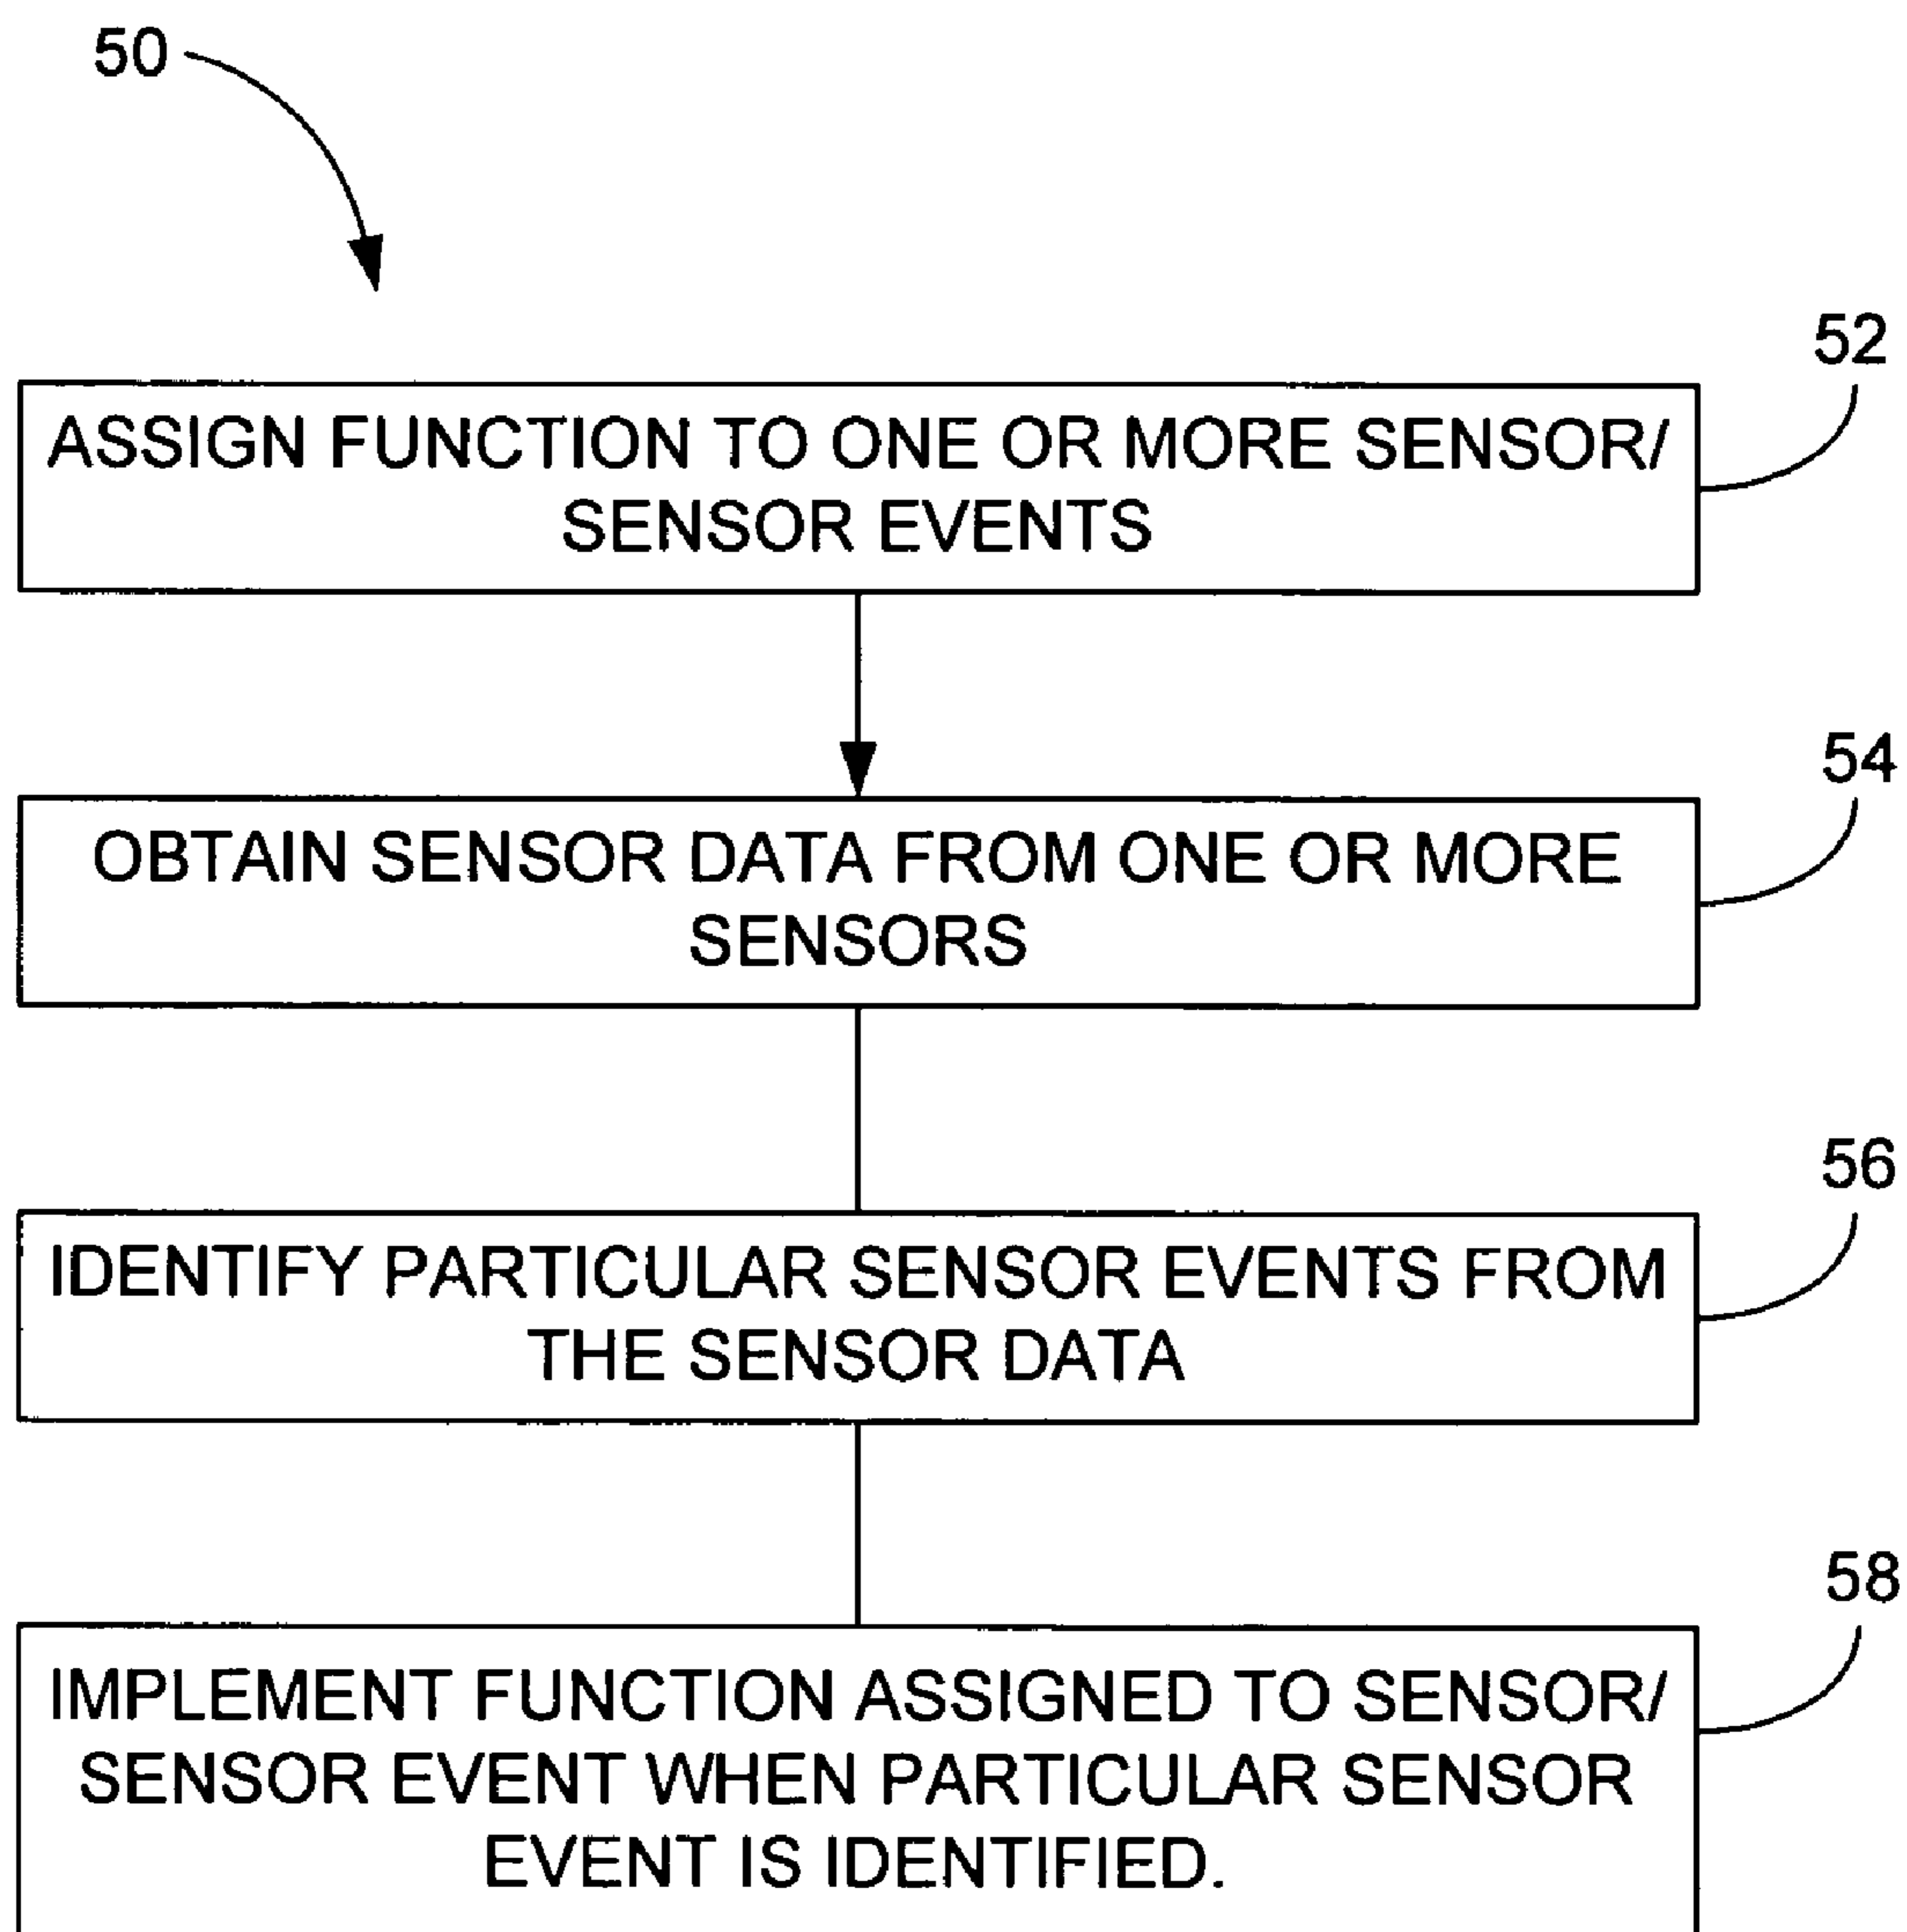 50
52
ASSIGN FUNCTION TO ONE OR MORE SENSOR/
SENSOR EVENTS
54
OBTAIN SENSOR DATA FROM ONE OR MORE
SENSORS
56
IDENTIFY PARTICULAR SENSOR EVENTS FROM
THE SENSOR DATA
58
IMPLEMENT FUNCTION ASSIGNED TO SENSOR/
SENSOR EVENT WHEN PARTICULAR SENSOR
EVENT IS IDENTIFIED.